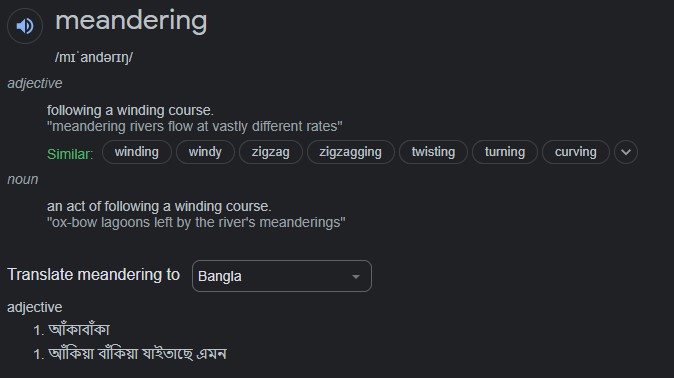 meandering
/mɪˈandərɪŋ/
adjective
following a winding course.
"meandering rivers flow at vastly different rates"
Similar: winding windy zigzag zigzagging twisting turning curving
noun
an act of following a winding course.
"ox-bow lagoons left by the river's meanderings"
Translate meandering to Bangla
adjective
1. আঁকাবাঁকা
1. আঁকিয়া বাঁকিয়া যাইতাছে এমন